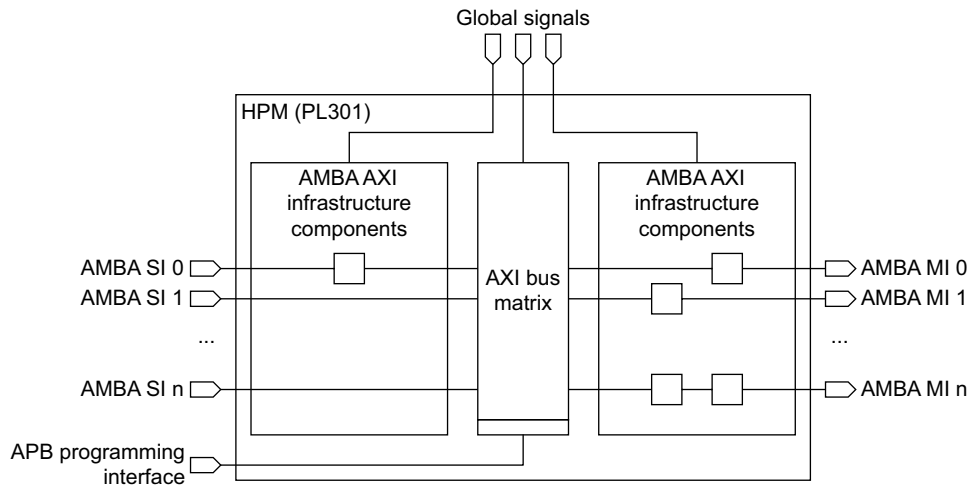 Global signals
HPM (PL301)
AMBA AXI
infrastructure
components
AMBA AXI
infrastructure
components
AXI bus
matrix
AMBA SI 0
AMBA SI 1
...
AMBA SI n
APB programming
interface
AMBA MI 0
AMBA MI 1
...
AMBA MI n